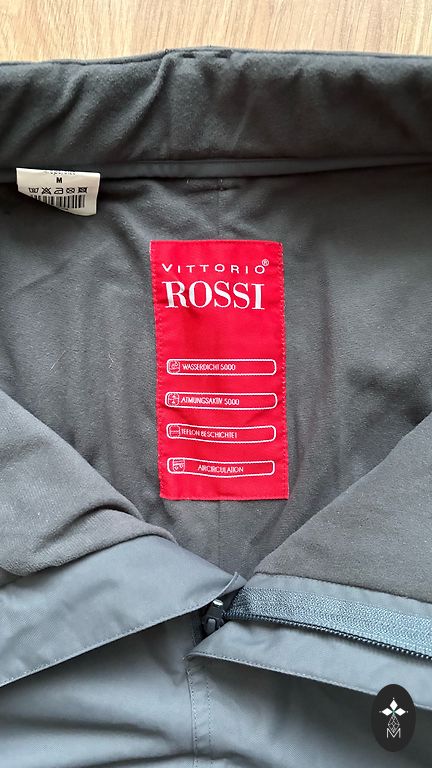 M
VITTORIO®
ROSSI
WASSERDICHT 5000
ATMUNGSAKTIV 5000
TEFLON BESCHICHTET
AIRCIRCULATION
M